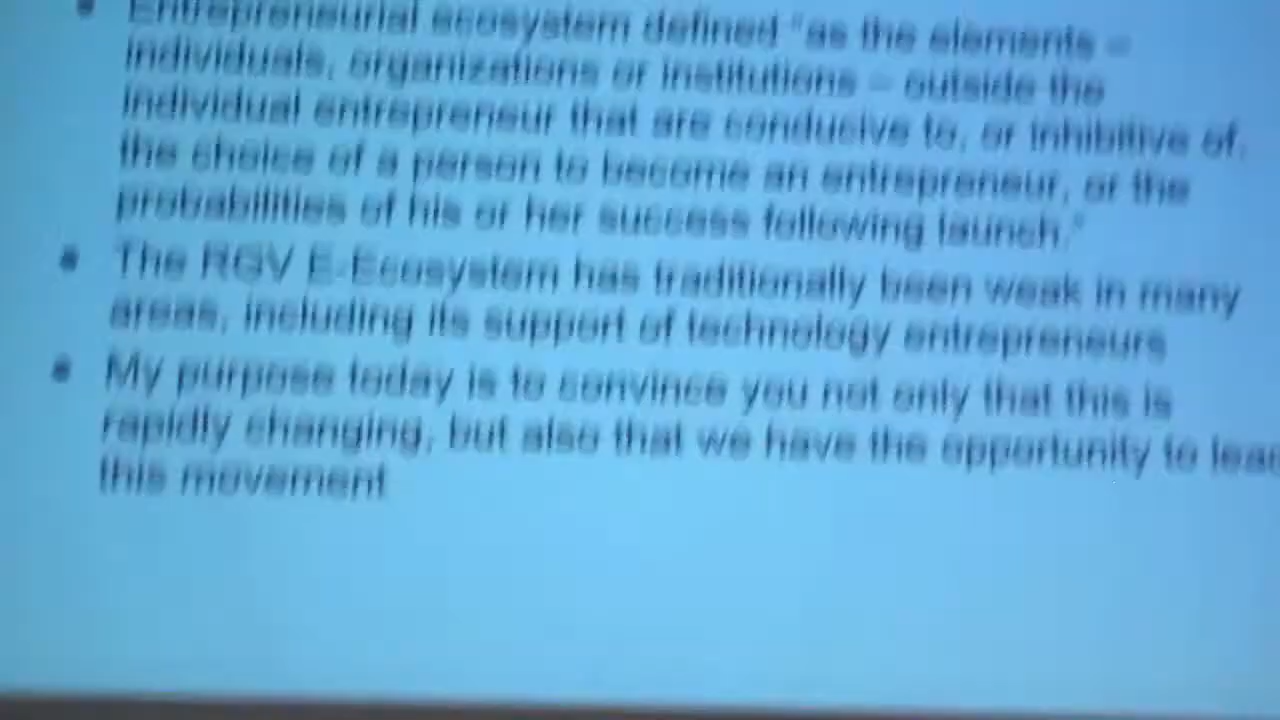 • Entrepreneurial ecosystem defined "as the elements –
individuals, organizations or institutions – outside the
individual entrepreneur that are conducive to, or inhibitive of,
the choice of a person to become an entrepreneur, or the
probabilities of his or her success following launch."
• The RGV E-Ecosystem has traditionally been weak in many
areas, including its support of technology entrepreneurs
• My purpose today is to convince you not only that this is
rapidly changing, but also that we have the opportunity to lead
this movement